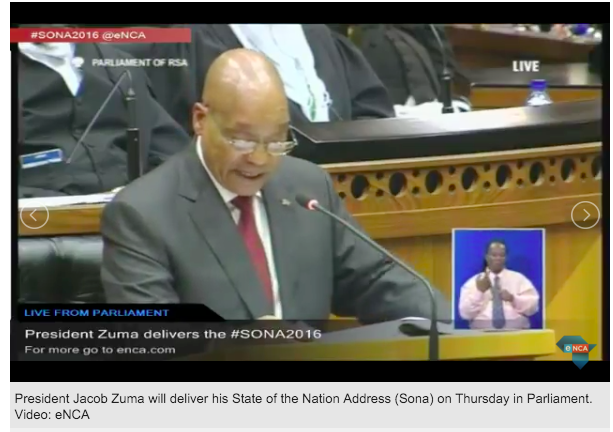 #SONA2016 @eNCA
PARLIAMENT OF RSA
LIVE
LIVE FROM PARLIAMENT
President Zuma delivers the #SONA2016
For more go to enca.com
eNCA
President Jacob Zuma will deliver his State of the Nation Address (Sona) on Thursday in Parliament.
Video: eNCA